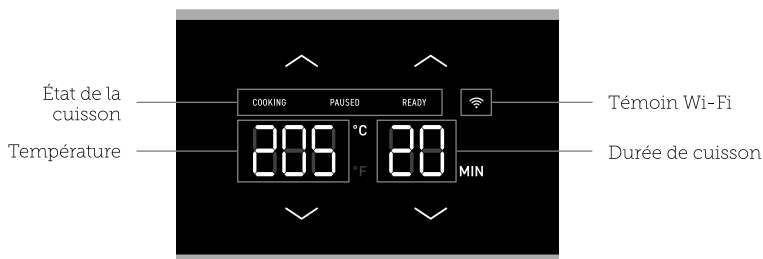 État de la
cuisson
COOKING PAUSED READY
Témoin Wi-Fi
Température
205 °C
°F
20 MIN
Durée de cuisson